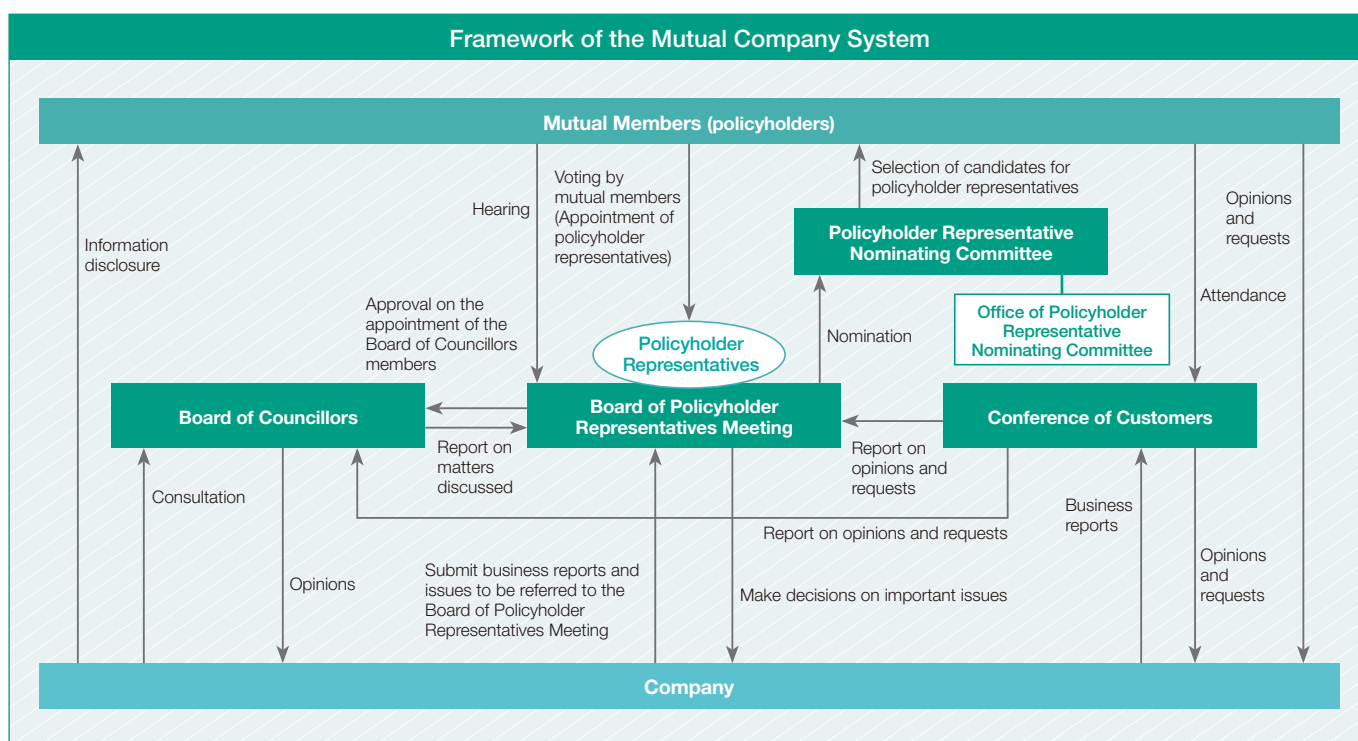 Framework of the Mutual Company System
Mutual Members (policyholders)
Information
disclosure
Hearing
Voting by
mutual members
(Appointment of
policyholder
representatives)
Selection of candidates for
policyholder representatives
Opinions
and
requests
Policyholder Representative
Nominating Committee
Office of Policyholder
Representative
Nominating Committee
Attendance
Approval on the
appointment of the
Board of Councillors
members
Policyholder
Representatives
Nomination
Board of Councillors
Board of Policyholder
Representatives Meeting
Conference of Customers
Report on
matters
discussed
Report on
opinions and
requests
Consultation
Business
reports
Report on opinions and requests
Opinions
Submit business reports and
issues to be referred to the
Board of Policyholder
Representatives Meeting
Make decisions on important issues
Opinions
and
requests
Company